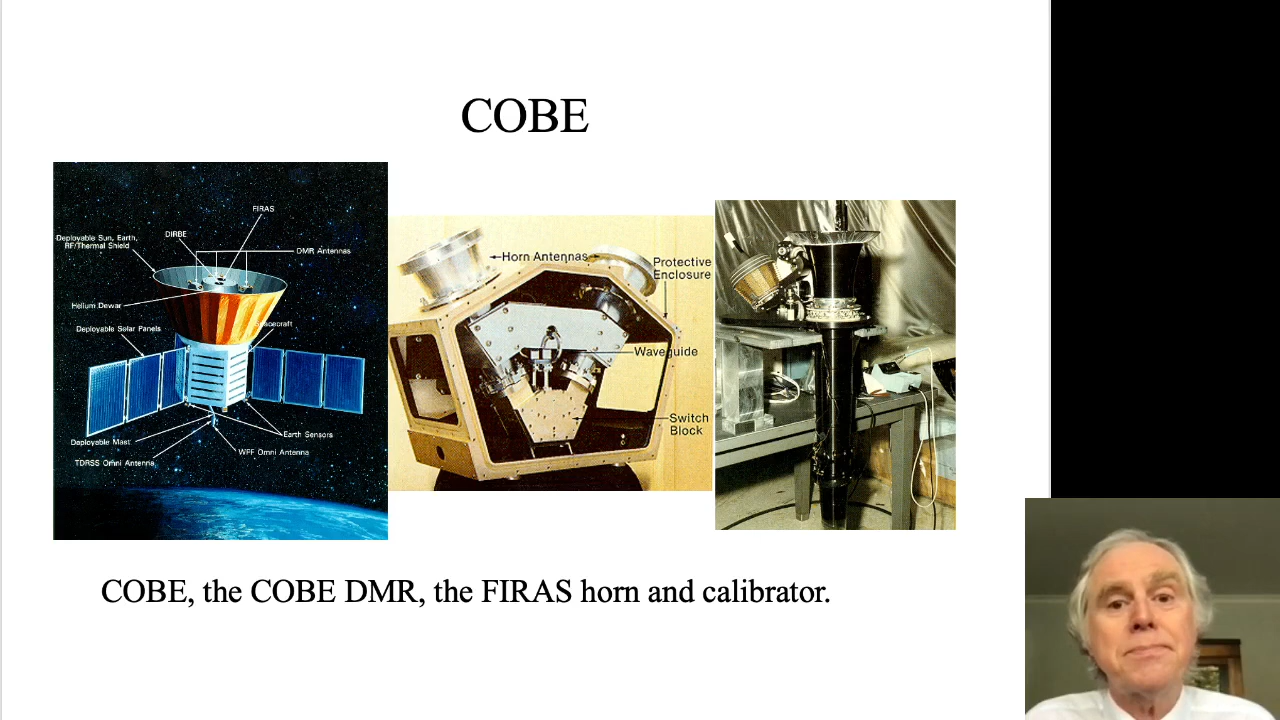 COBE
FIRAS
DIRBE
Deployable Sun, Earth,
RF/Thermal Shield
DMR Antennas
Helium Dewar
Spacecraft
Deployable Solar Panels
Deployable Mast
Earth Sensors
WFF Omni Antenna
TDRSS Omni Antenna
Horn Antennas
Protective
Enclosure
Waveguide
Switch
Block
COBE, the COBE DMR, the FIRAS horn and calibrator.